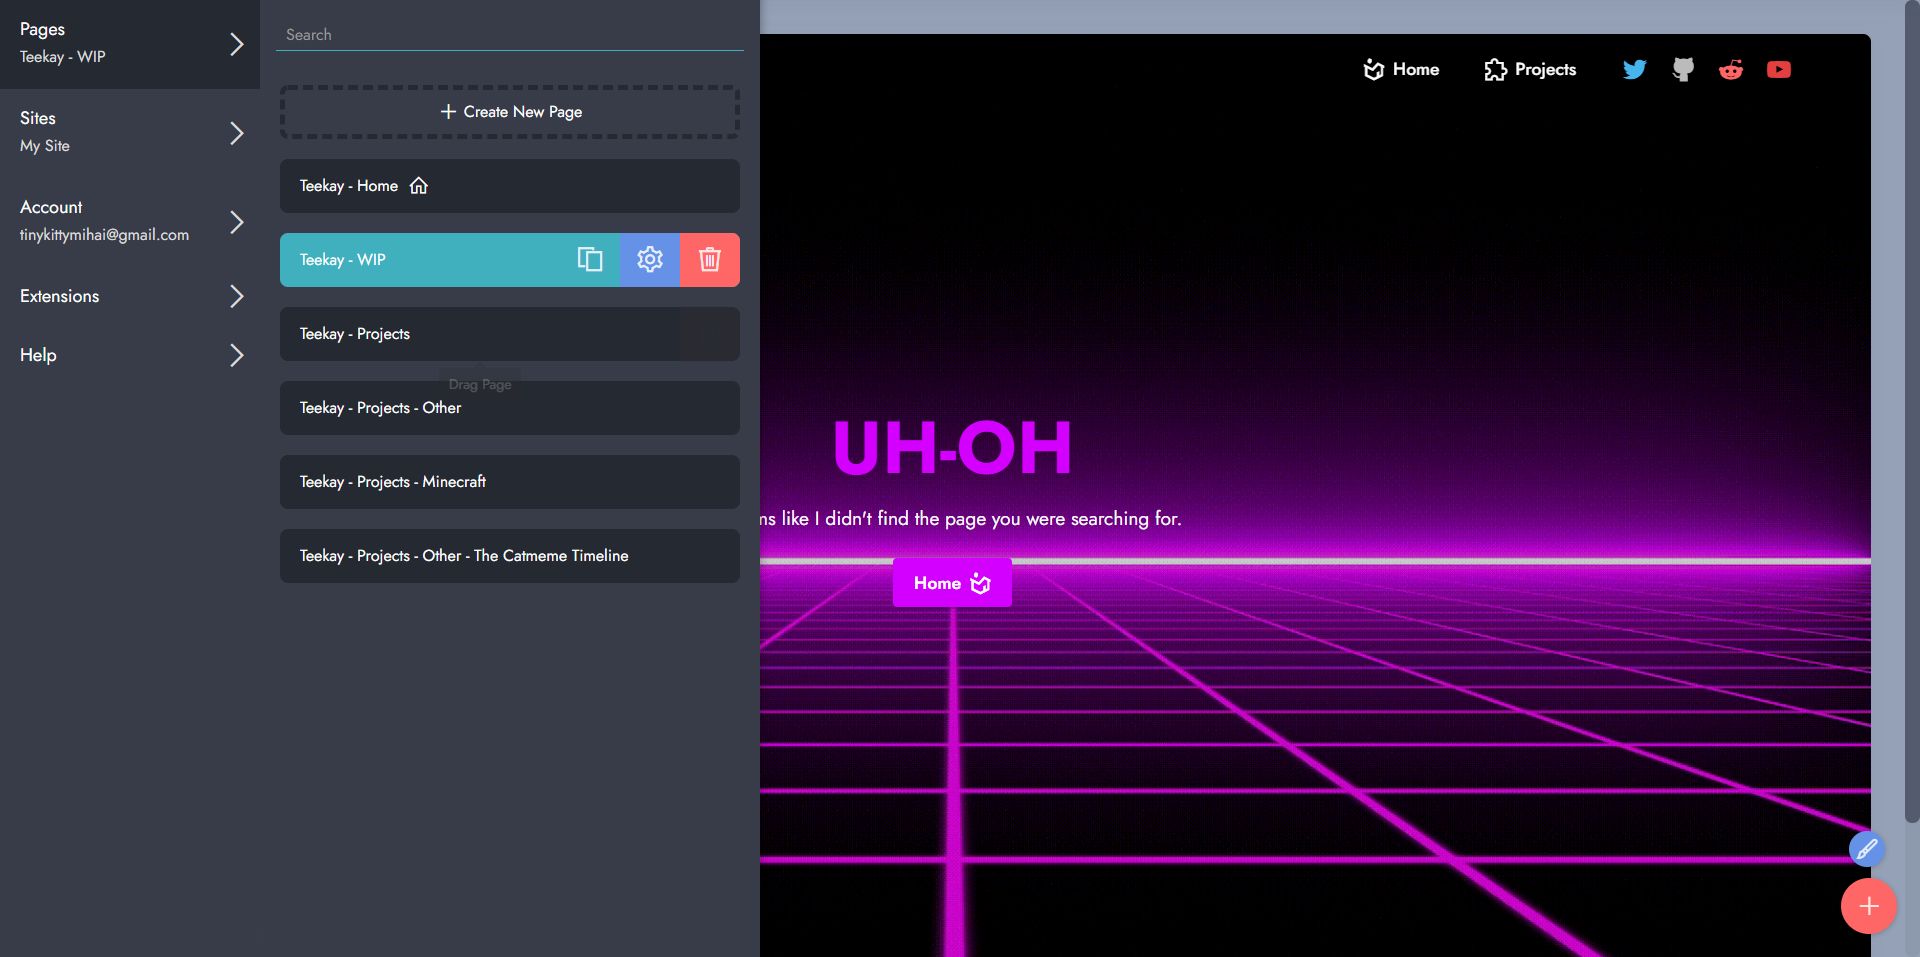 Pages
Teekay - WIP
Sites
My Site
Account
tinykittymihai@gmail.com
Extensions
Help
Search
Create New Page
Teekay - Home
Teekay - WIP
Teekay - Projects
Drag Page
Teekay - Projects - Other
Teekay - Projects - Minecraft
Teekay - Projects - Other - The Catmeme Timeline
Home
Projects
UH-OH
like I didn't find the page you were searching for.
Home